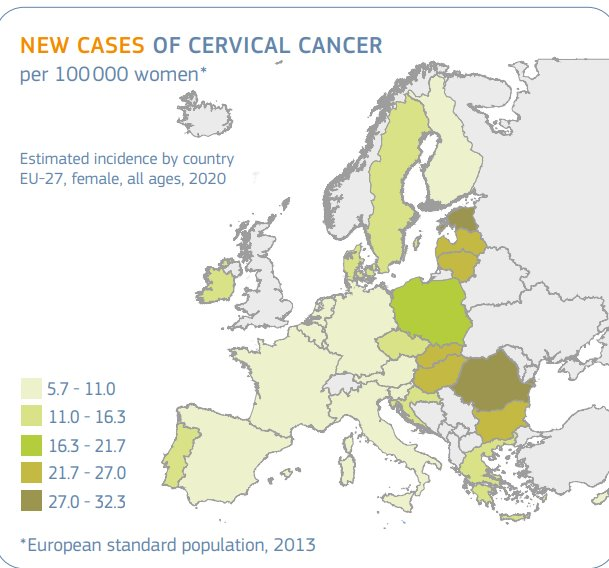 NEW CASES OF CERVICAL CANCER
per 100 000 women*
Estimated incidence by country
EU-27, female, all ages, 2020
5.7 - 11.0
11.0 - 16.3
16.3 - 21.7
21.7 - 27.0
27.0 - 32.3
*European standard population, 2013